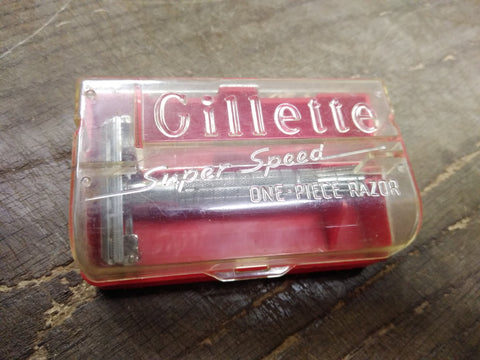 Gillette
Super Speed
ONE-PIECE RAZOR